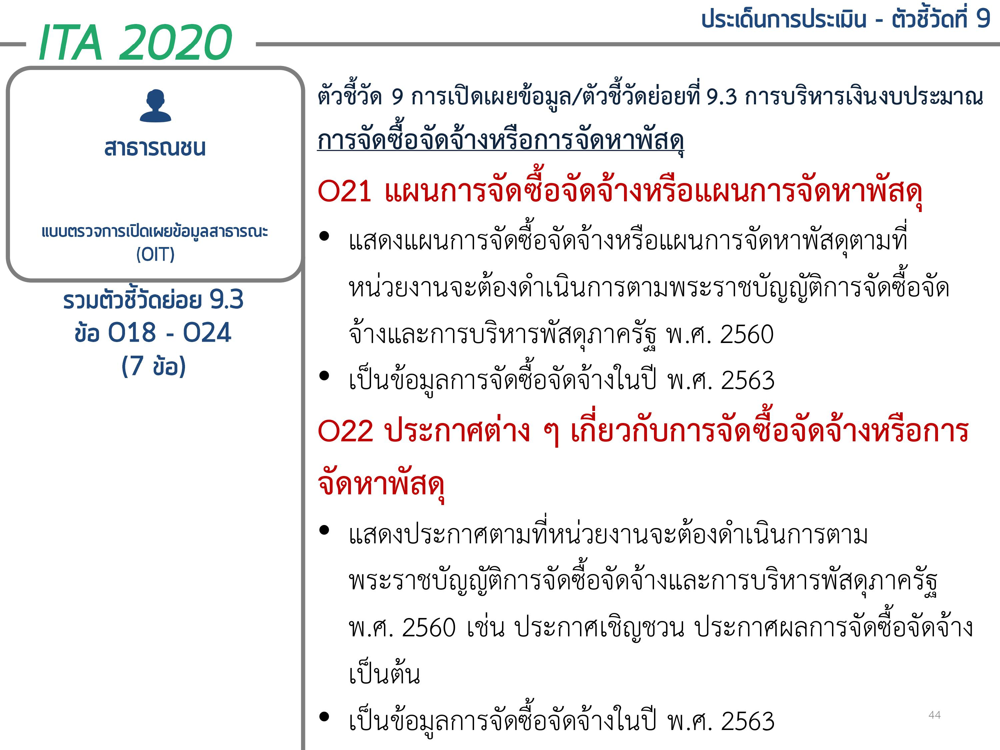 ประเด็นการประเมิน - ตัวชี้วัดที่ 9
ITA 2020
สาธารณชน
แบบตรวจการเปิดเผยข้อมูลสาธารณะ
(OIT)
รวมตัวชี้วัดย่อย 9.3
ข้อ O18 - O24
(7 ข้อ)
ตัวชี้วัด 9 การเปิดเผยข้อมูล/ตัวชี้วัดย่อยที่ 9.3 การบริหารเงินงบประมาณ
การจัดซื้อจัดจ้างหรือการจัดหาพัสดุ
O21 แผนการจัดซื้อจัดจ้างหรือแผนการจัดหาพัสดุ
• แสดงแผนการจัดซื้อจัดจ้างหรือแผนการจัดหาพัสดุตามที่
หน่วยงานจะต้องดำเนินการตามพระราชบัญญัติการจัดซื้อจัด
จ้างและการบริหารพัสดุภาครัฐ พ.ศ. 2560
• เป็นข้อมูลการจัดซื้อจัดจ้างในปี พ.ศ. 2563
O22 ประกาศต่าง ๆ เกี่ยวกับการจัดซื้อจัดจ้างหรือการ
จัดหาพัสดุ
• แสดงประกาศตามที่หน่วยงานจะต้องดำเนินการตาม
พระราชบัญญัติการจัดซื้อจัดจ้างและการบริหารพัสดุภาครัฐ
พ.ศ. 2560 เช่น ประกาศเชิญชวน ประกาศผลการจัดซื้อจัดจ้าง
เป็นต้น
• เป็นข้อมูลการจัดซื้อจัดจ้างในปี พ.ศ. 2563
44